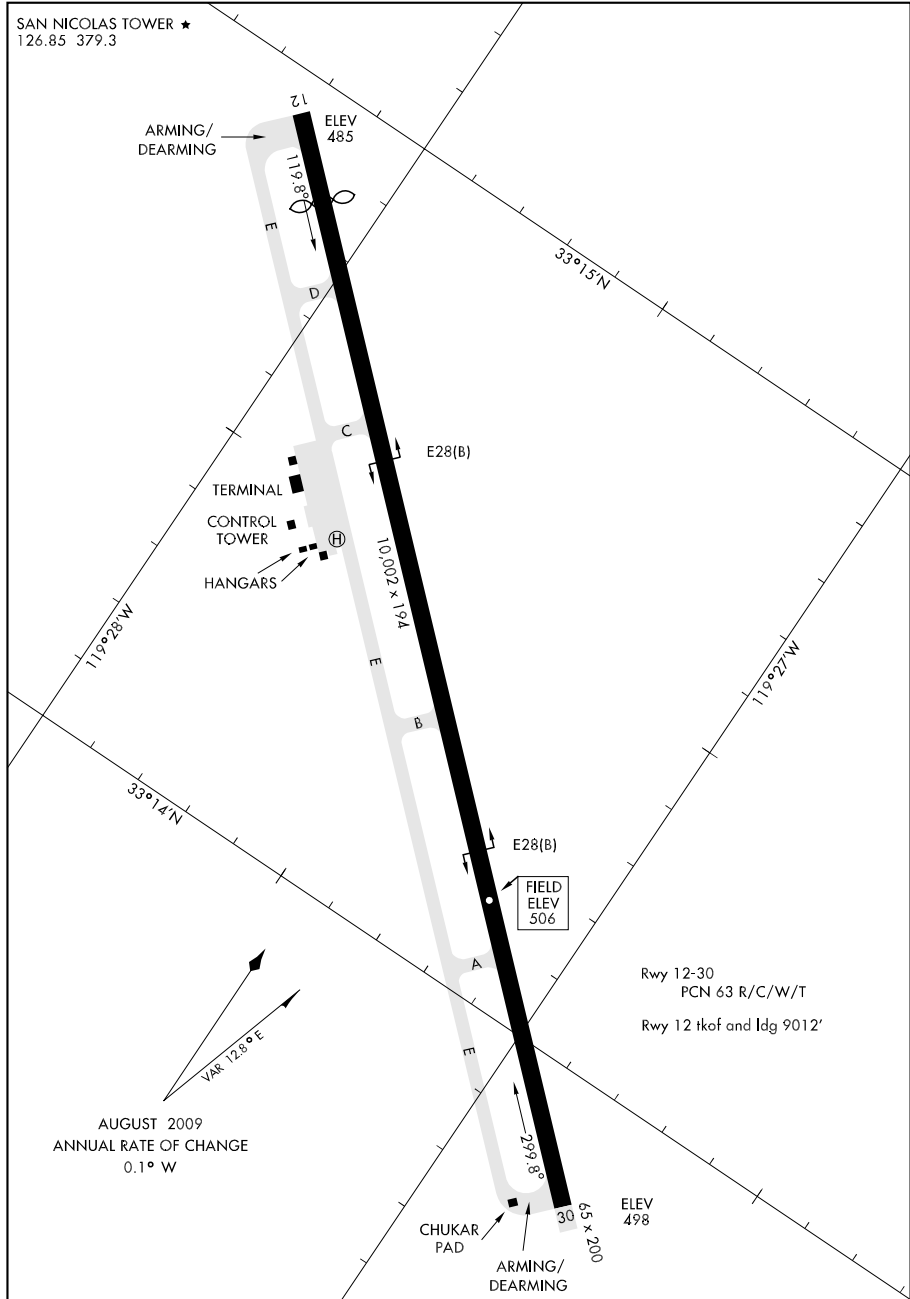 SAN NICOLAS TOWER ★
126.85 379.3
12
ELEV
485
ARMING/
DEARMING
119.8°
E
D
33°15'N
C
E28(B)
TERMINAL
CONTROL
TOWER
H
HANGARS
10,002 x 194
119°28'W
E
119°27'W
B
33°14'N
E28(B)
FIELD
ELEV
506
A
Rwy 12-30
PCN 63 R/C/W/T
Rwy 12 tkof and ldg 9012'
E
VAR 12.8° E
AUGUST 2009
ANNUAL RATE OF CHANGE
0.1° W
299.8°
30
65 x 200
ELEV
498
CHUKAR
PAD
ARMING/
DEARMING